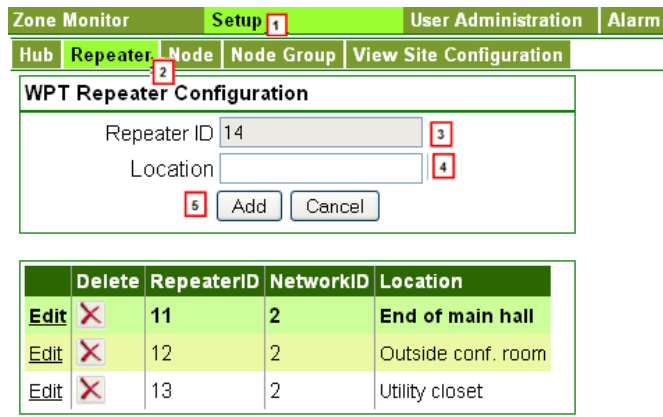 Zone Monitor Setup 1 User Administration Alarm
Hub Repeater 2 Node Node Group View Site Configuration
WPT Repeater Configuration
Repeater ID 14 3
Location 4
5 Add Cancel
Delete RepeaterID NetworkID Location
Edit 11 2 End of main hall
Edit 12 2 Outside conf. room
Edit 13 2 Utility closet